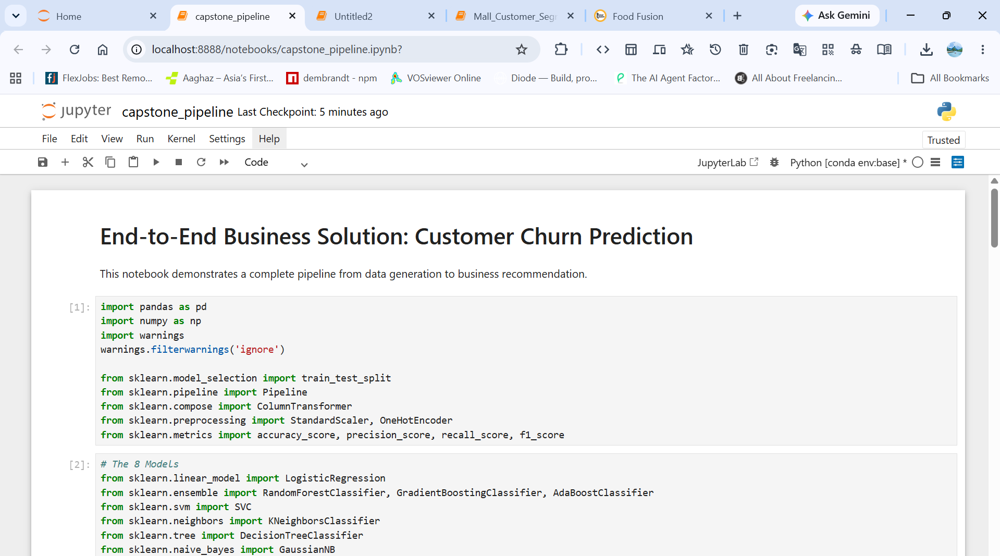 Home
capstone_pipeline
Untitled2
Mall_Customer_Segr
Food Fusion
Ask Gemini
localhost:8888/notebooks/capstone_pipeline.ipynb?
FlexJobs: Best Remo...
Aaghaz – Asia's First...
dembrandt - npm
VOSviewer Online
Diode — Build, pro...
The AI Agent Factor...
All About Freelancin...
All Bookmarks
jupyter capstone_pipeline Last Checkpoint: 5 minutes ago
File Edit View Run Kernel Settings Help
Trusted
Code
JupyterLab
Python [conda env:base] *
End-to-End Business Solution: Customer Churn Prediction
This notebook demonstrates a complete pipeline from data generation to business recommendation.
[1]:
import pandas as pd
import numpy as np
import warnings
warnings.filterwarnings('ignore')
from sklearn.model_selection import train_test_split
from sklearn.pipeline import Pipeline
from sklearn.compose import ColumnTransformer
from sklearn.preprocessing import StandardScaler, OneHotEncoder
from sklearn.metrics import accuracy_score, precision_score, recall_score, f1_score
[2]:
# The 8 Models
from sklearn.linear_model import LogisticRegression
from sklearn.ensemble import RandomForestClassifier, GradientBoostingClassifier, AdaBoostClassifier
from sklearn.svm import SVC
from sklearn.neighbors import KNeighborsClassifier
from sklearn.tree import DecisionTreeClassifier
from sklearn.naive_bayes import GaussianNB